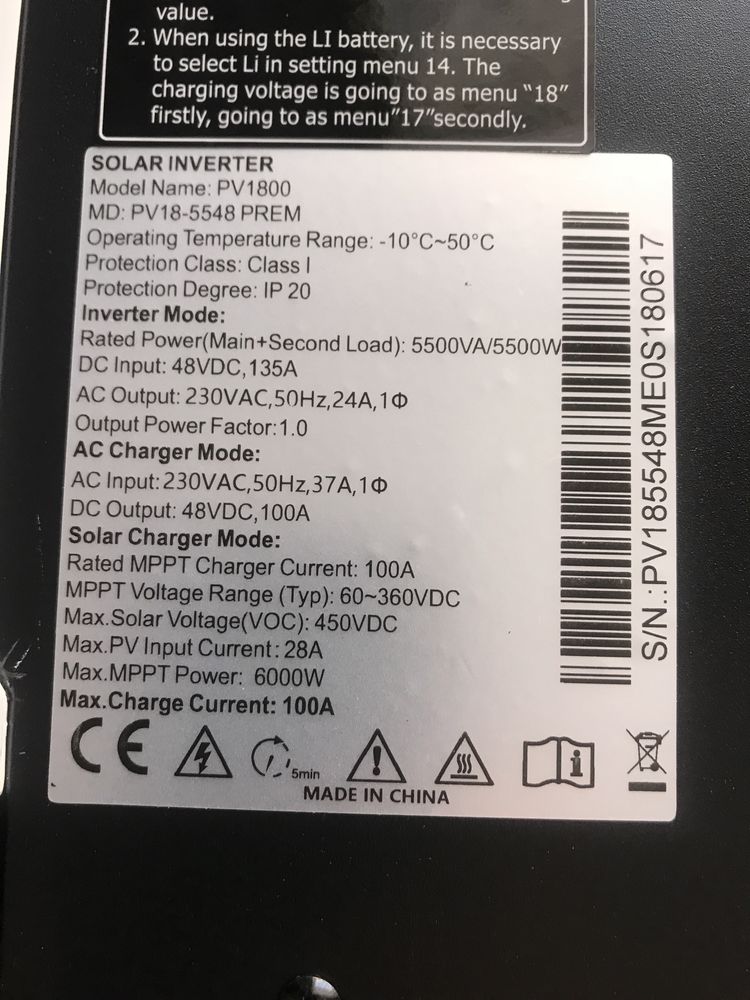 value.
2. When using the LI battery, it is necessary
to select Li in setting menu 14. The
charging voltage is going to as menu "18"
firstly, going to as menu"17"secondly.
SOLAR INVERTER
Model Name: PV1800
MD: PV18-5548 PREM
Operating Temperature Range: -10°C~50°C
Protection Class: Class I
Protection Degree: IP 20
Inverter Mode:
Rated Power(Main+Second Load): 5500VA/5500W
DC Input: 48VDC,135A
AC Output: 230VAC,50Hz,24A,1Φ
Output Power Factor:1.0
AC Charger Mode:
AC Input:230VAC,50Hz,37A,1Φ
DC Output: 48VDC,100A
Solar Charger Mode:
Rated MPPT Charger Current: 100A
MPPT Voltage Range (Typ): 60~360VDC
Max.Solar Voltage(VOC): 450VDC
Max.PV Input Current:28A
Max.MPPT Power: 6000W
Max.Charge Current: 100A
CE
5min
MADE IN CHINA
S/N.:PV185548ME0S180617